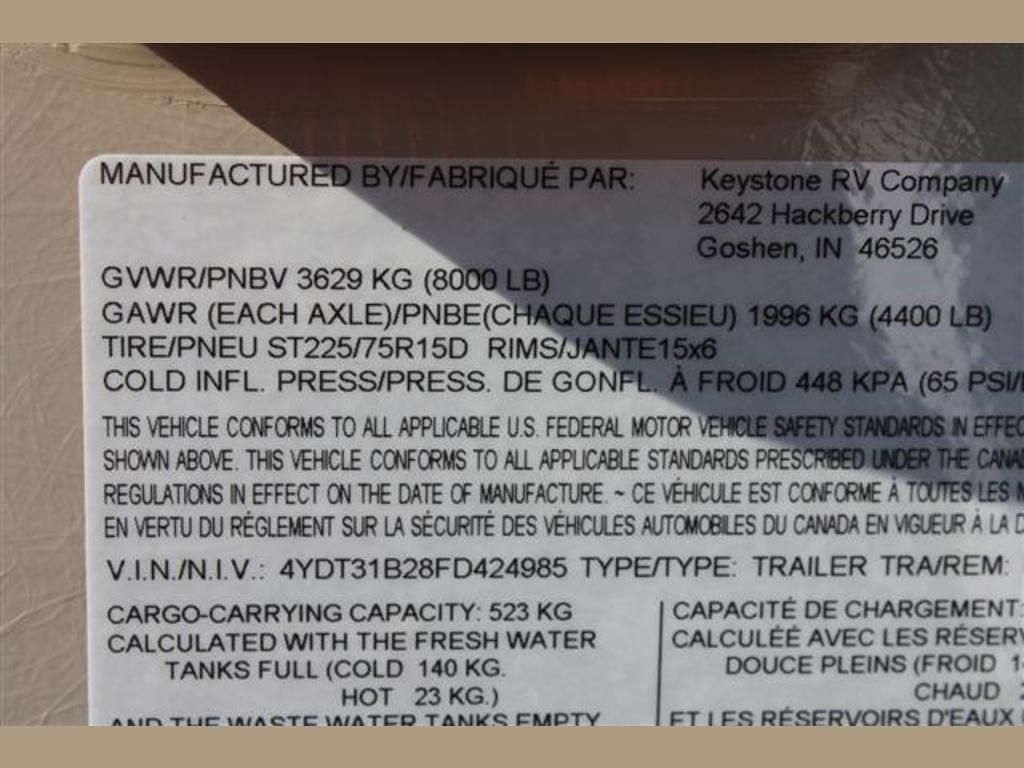 MANUFACTURED BY/FABRIQUÉ PAR: Keystone RV Company
2642 Hackberry Drive
Goshen, IN 46526
GVWR/PNBV 3629 KG (8000 LB)
GAWR (EACH AXLE)/PNBE(CHAQUE ESSIEU) 1996 KG (4400 LB)
TIRE/PNEU ST225/75R15D RIMS/JANTE15x6
COLD INFL. PRESS/PRESS. DE GONFL. À FROID 448 KPA (65 PSI/
THIS VEHICLE CONFORMS TO ALL APPLICABLE U.S. FEDERAL MOTOR VEHICLE SAFETY STANDARDS IN
SHOWN ABOVE. THIS VEHICLE CONFORMS TO ALL APPLICABLE STANDARDS PRESCRIBED UNDER THE
REGULATIONS IN EFFECT ON THE DATE OF MANUFACTURE. ~ CE VÉHICULE EST CONFORME À TOUTES LES
EN VERTU DU RÉGLEMENT SUR LA SÉCURITÉ DES VÉHICULES AUTOMOBILES DU CANADA EN VIGUEUR À LA
V.I.N./N.I.V.: 4YDT31B28FD424985 TYPE/TYPE: TRAILER TRA/REM:
CARGO-CARRYING CAPACITY: 523 KG
CALCULATED WITH THE FRESH WATER
TANKS FULL (COLD 140 KG.
HOT 23 KG.)
AND THE WASTE WATER TANKS EMPTY
CAPACITÉ DE CHARGEMENT:
CALCULÉE AVEC LES
DOUCE PLEINS (FROID
CHAUD
ET LES RÉSERVOIRS D'EAUX